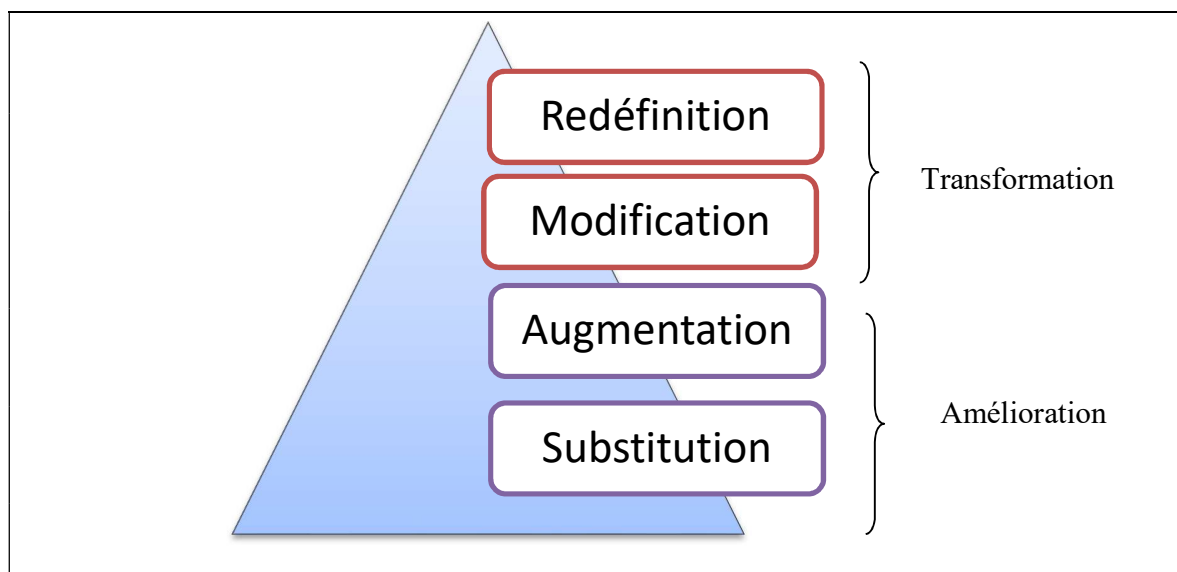 Redéfinition
Transformation
Modification
Augmentation
Amélioration
Substitution